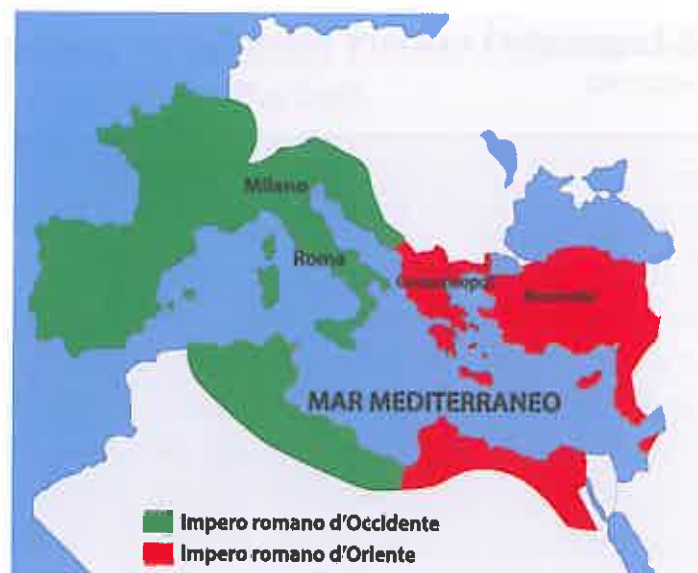 Milano
Roma
MAR MEDITERRANEO
Impero romano d'Occidente
Impero romano d'Oriente